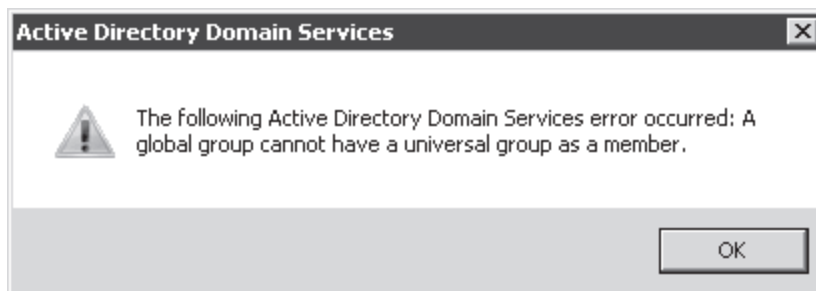 Active Directory Domain Services
The following Active Directory Domain Services error occurred: A
global group cannot have a universal group as a member.
OK